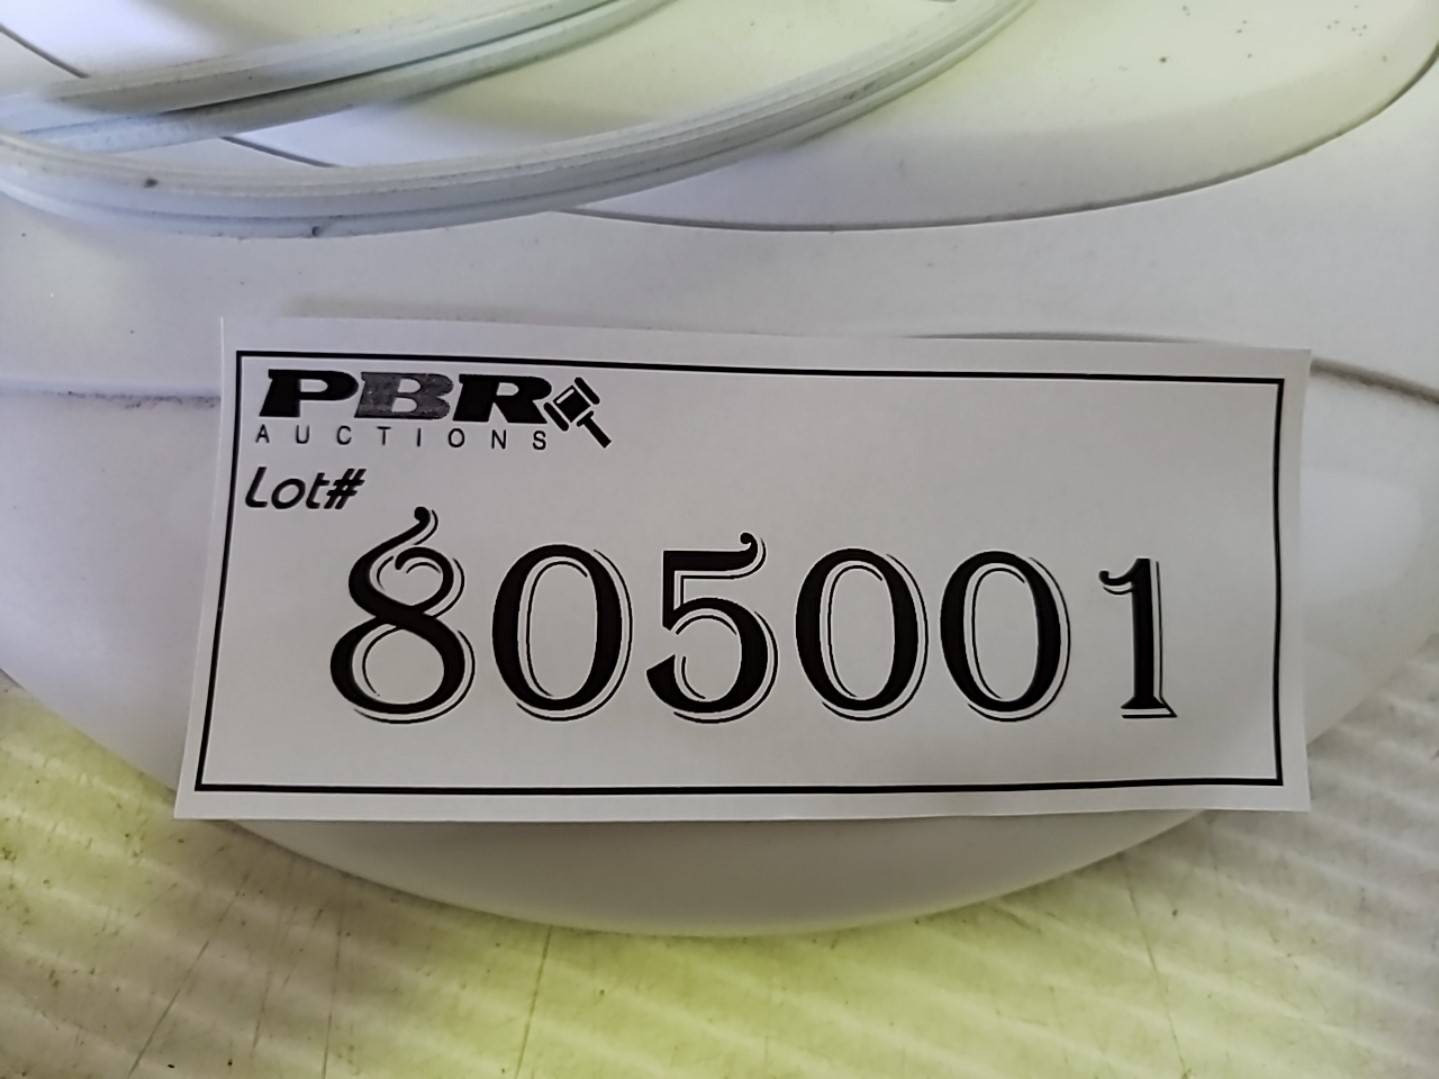 PBR
AUCTIONS
Lot#
805001